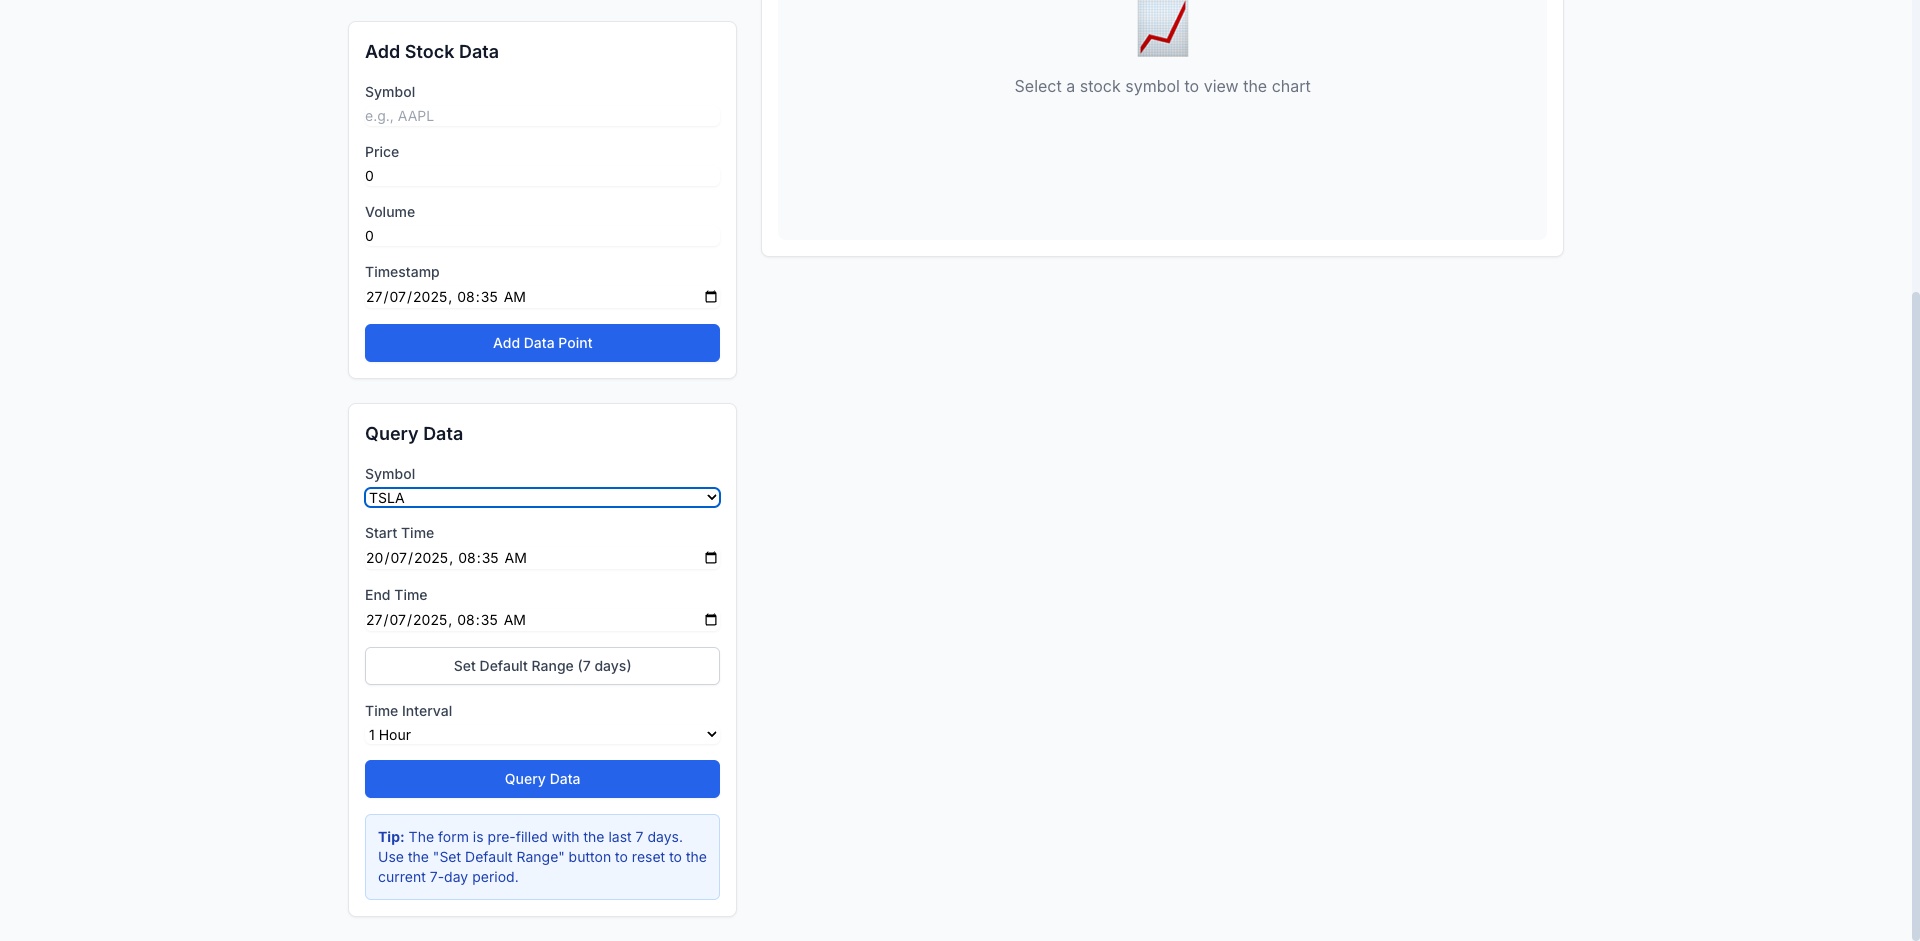 Add Stock Data
Symbol
e.g., AAPL
Price
0
Volume
0
Timestamp
27/07/2025, 08:35 AM
Add Data Point
Query Data
Symbol
TSLA
Start Time
20/07/2025, 08:35 AM
End Time
27/07/2025, 08:35 AM
Set Default Range (7 days)
Time Interval
1 Hour
Query Data
Tip: The form is pre-filled with the last 7 days.
Use the "Set Default Range" button to reset to the
current 7-day period.
Select a stock symbol to view the chart